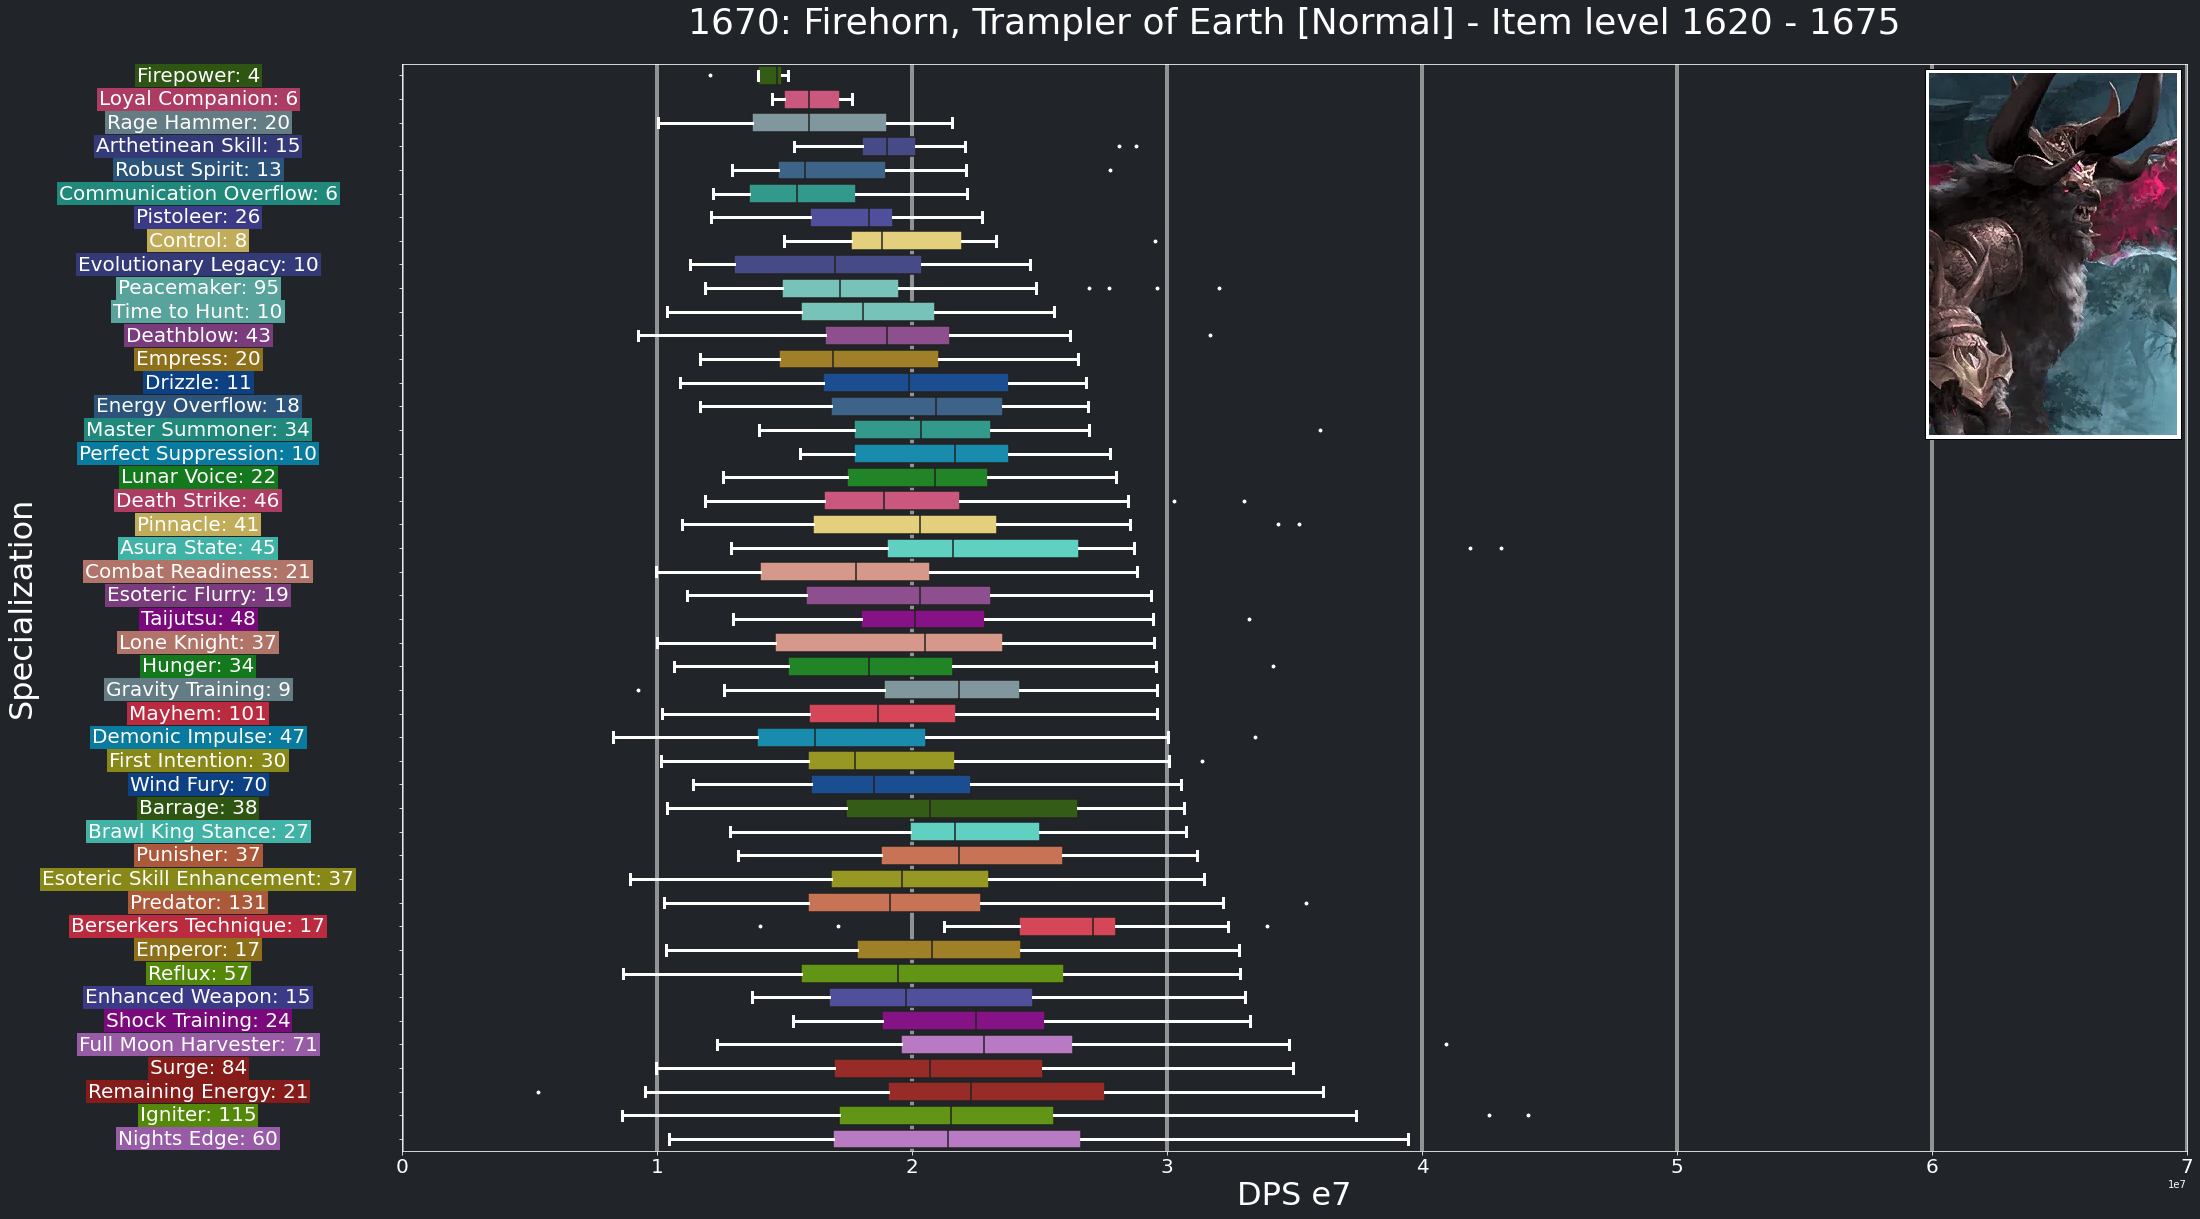 1670: Firehorn, Trampler of Earth [Normal] - Item level 1620 - 1675
Specialization
Firepower: 4
Loyal Companion: 6
Rage Hammer: 20
Arthetinean Skill: 15
Robust Spirit: 13
Communication Overflow: 6
Pistoleer: 26
Control: 8
Evolutionary Legacy: 10
Peacemaker: 95
Time to Hunt: 10
Deathblow: 43
Empress: 20
Drizzle: 11
Energy Overflow: 18
Master Summoner: 34
Perfect Suppression: 10
Lunar Voice: 22
Death Strike: 46
Pinnacle: 41
Asura State: 45
Combat Readiness: 21
Esoteric Flurry: 19
Taijutsu: 48
Lone Knight: 37
Hunger: 34
Gravity Training: 9
Mayhem: 101
Demonic Impulse: 47
First Intention: 30
Wind Fury: 70
Barrage: 38
Brawl King Stance: 27
Punisher: 37
Esoteric Skill Enhancement: 37
Predator: 131
Berserkers Technique: 17
Emperor: 17
Reflux: 57
Enhanced Weapon: 15
Shock Training: 24
Full Moon Harvester: 71
Surge: 84
Remaining Energy: 21
Igniter: 115
Nights Edge: 60
0 1 2 3 4 5 6 7
1e7
DPS e7